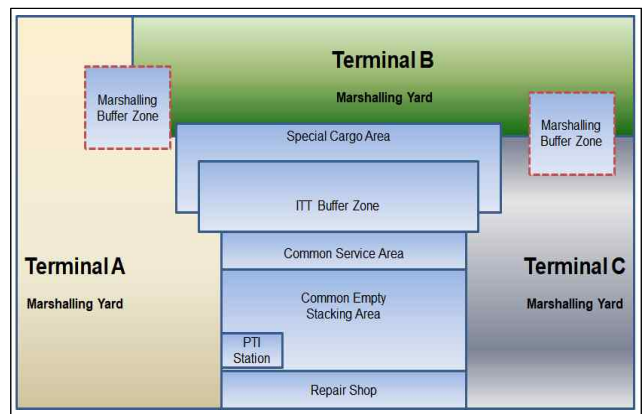 Terminal B
Marshalling Yard
Marshalling
Buffer Zone
Marshalling
Buffer Zone
Special Cargo Area
ITT Buffer Zone
Common Service Area
Terminal A
Marshalling Yard
Terminal C
Marshalling Yard
Common Empty
Stacking Area
PTI
Station
Repair Shop